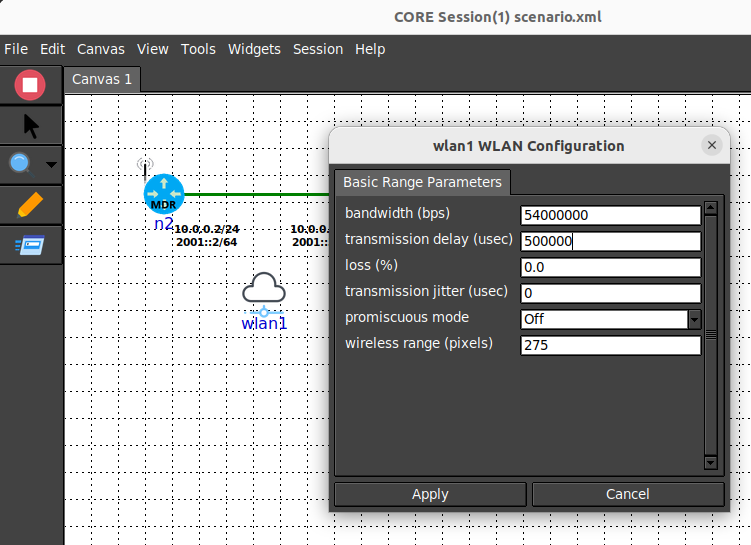 CORE Session(1) scenario.xml
File Edit Canvas View Tools Widgets Session Help
Canvas 1
wlan1 WLAN Configuration
Basic Range Parameters
bandwidth (bps) 54000000
transmission delay (usec) 500000
loss (%) 0.0
transmission jitter (usec) 0
promiscuous mode Off
wireless range (pixels) 275
Apply Cancel
MDR
n2
10.0.0.2/24
2001::2/64
10.0.0.
2001::
wlan1